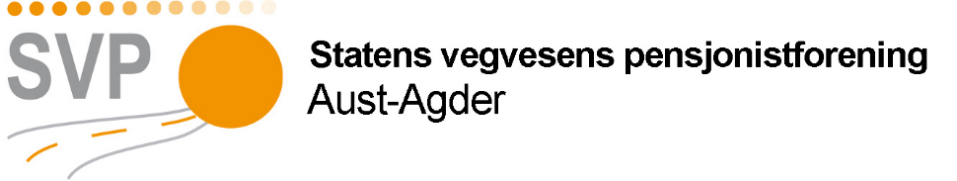 SVP
Statens vegvesens pensjonistforening
Aust-Agder